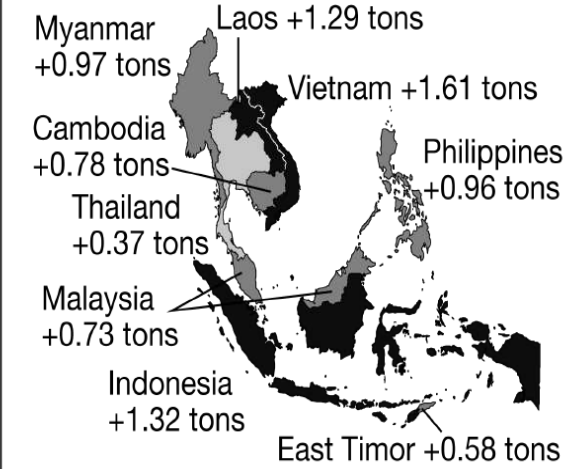 Laos +1.29 tons
Myanmar
+0.97 tons
Vietnam +1.61 tons
Cambodia
+0.78 tons
Philippines
+0.96 tons
Thailand
+0.37 tons
Malaysia
+0.73 tons
Indonesia
+1.32 tons
East Timor +0.58 tons